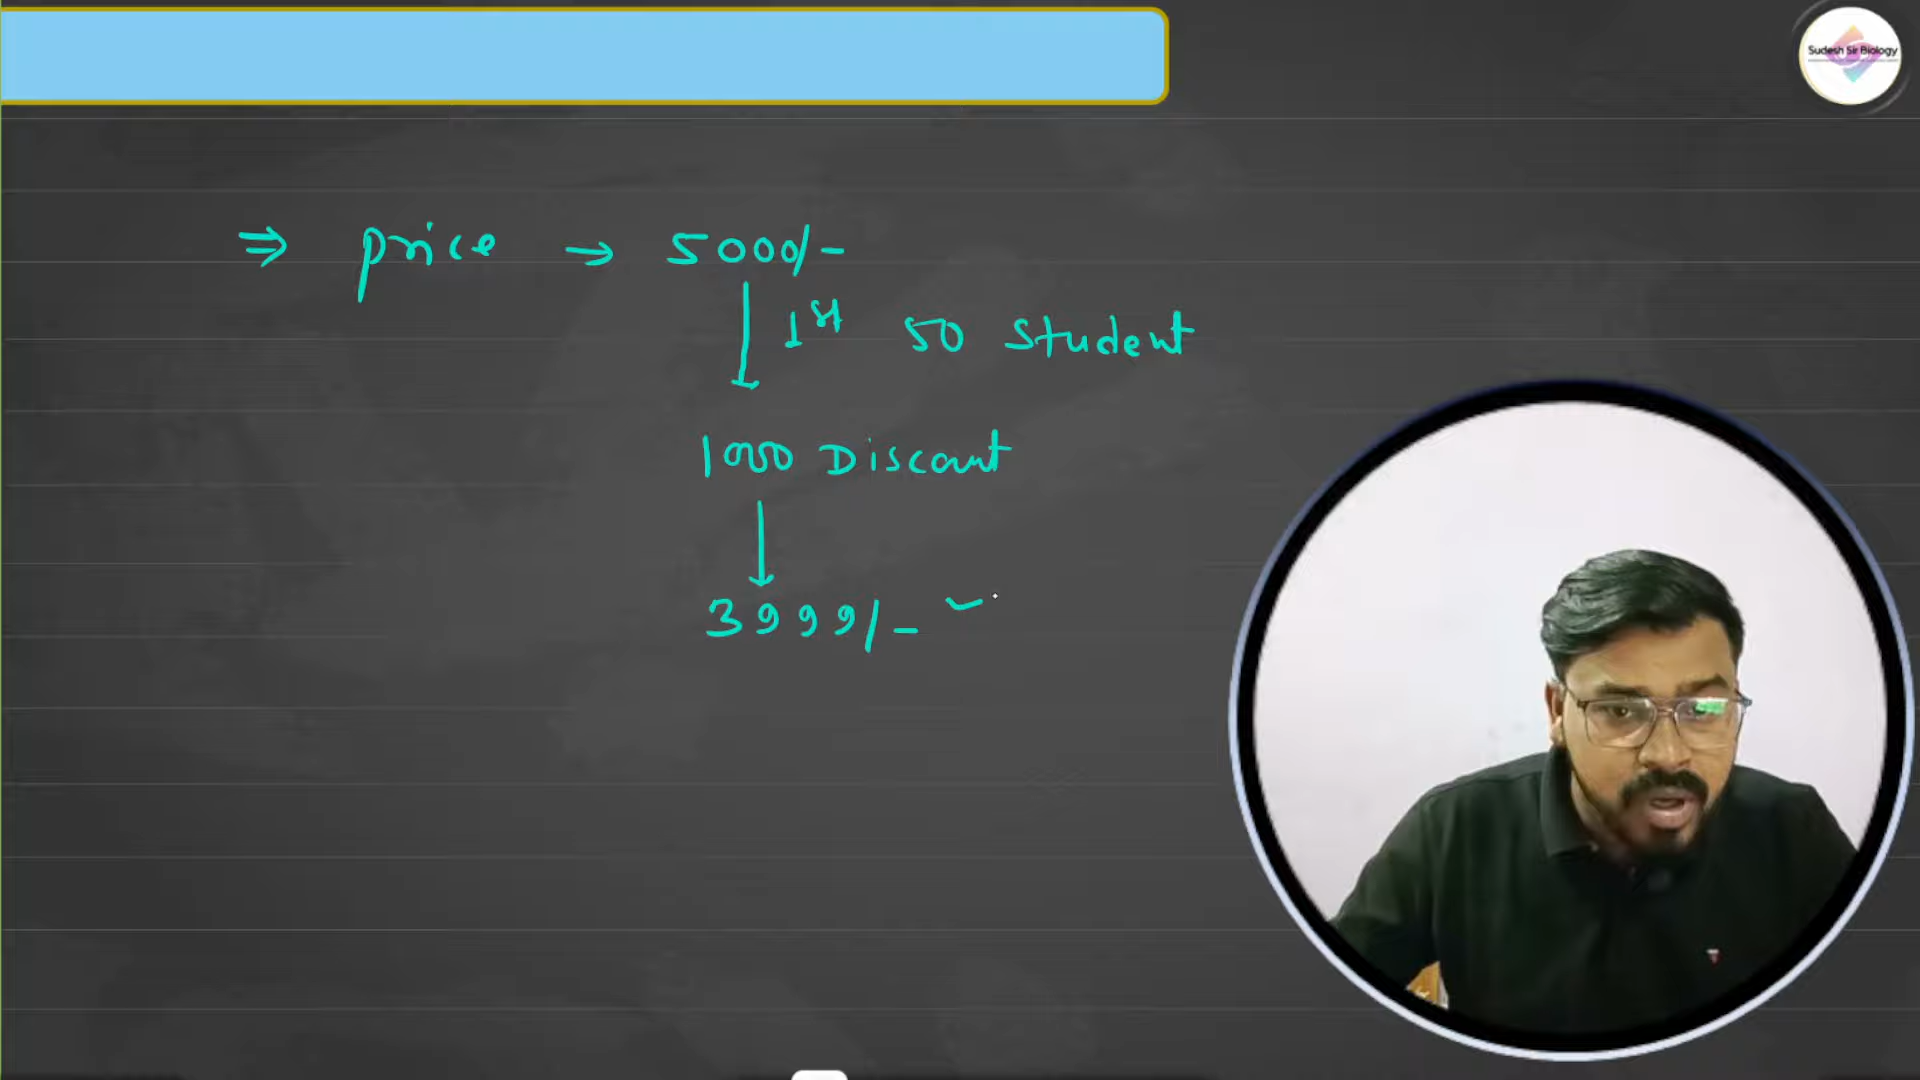 Sudesh Sir Biology
⇒ price → 5000/-
1st 50 Student
1000 Discount
3999/-